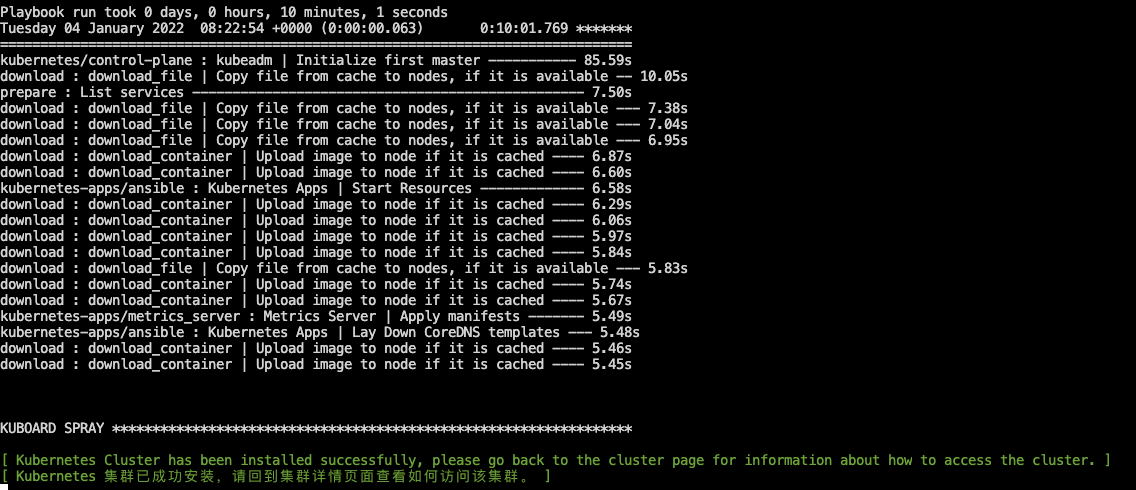 Playbook run took 0 days, 0 hours, 10 minutes, 1 seconds
Tuesday 04 January 2022  08:22:54 +0000 (0:00:00.063)       0:10:01.769 *******
===============================================================================
kubernetes/control-plane : kubeadm | Initialize first master ----------- 85.59s
download : download_file | Copy file from cache to nodes, if it is available -- 10.05s
prepare : List services ------------------------------------------------- 7.50s
download : download_file | Copy file from cache to nodes, if it is available --- 7.38s
download : download_file | Copy file from cache to nodes, if it is available --- 7.04s
download : download_file | Copy file from cache to nodes, if it is available --- 6.95s
download : download_container | Upload image to node if it is cached ---- 6.87s
download : download_container | Upload image to node if it is cached ---- 6.60s
kubernetes-apps/ansible : Kubernetes Apps | Start Resources ------------- 6.58s
download : download_container | Upload image to node if it is cached ---- 6.29s
download : download_container | Upload image to node if it is cached ---- 6.06s
download : download_container | Upload image to node if it is cached ---- 5.97s
download : download_container | Upload image to node if it is cached ---- 5.84s
download : download_file | Copy file from cache to nodes, if it is available --- 5.83s
download : download_container | Upload image to node if it is cached ---- 5.74s
download : download_container | Upload image to node if it is cached ---- 5.67s
kubernetes-apps/metrics_server : Metrics Server | Apply manifests ------- 5.49s
kubernetes-apps/ansible : Kubernetes Apps | Lay Down CoreDNS templates --- 5.48s
download : download_container | Upload image to node if it is cached ---- 5.46s
download : download_container | Upload image to node if it is cached ---- 5.45s
KUBOARD SPRAY *****************************************************************
[ Kubernetes Cluster has been installed successfully, please go back to the cluster page for information about how to access the cluster. ]
[ Kubernetes 集群已成功安装，请回到集群详情页面查看如何访问该集群。 ]